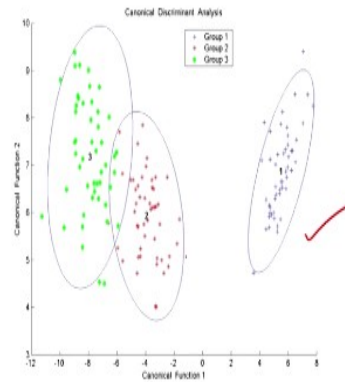 Canonical Discriminant Analysis
Group 1
Group 2
Group 3
Canonical Function 2
10
9
8
7
6
5
4
3
3
2
1
-12 -10 -8 -6 -4 -2 0 2 4 6 8
Canonical Function 1